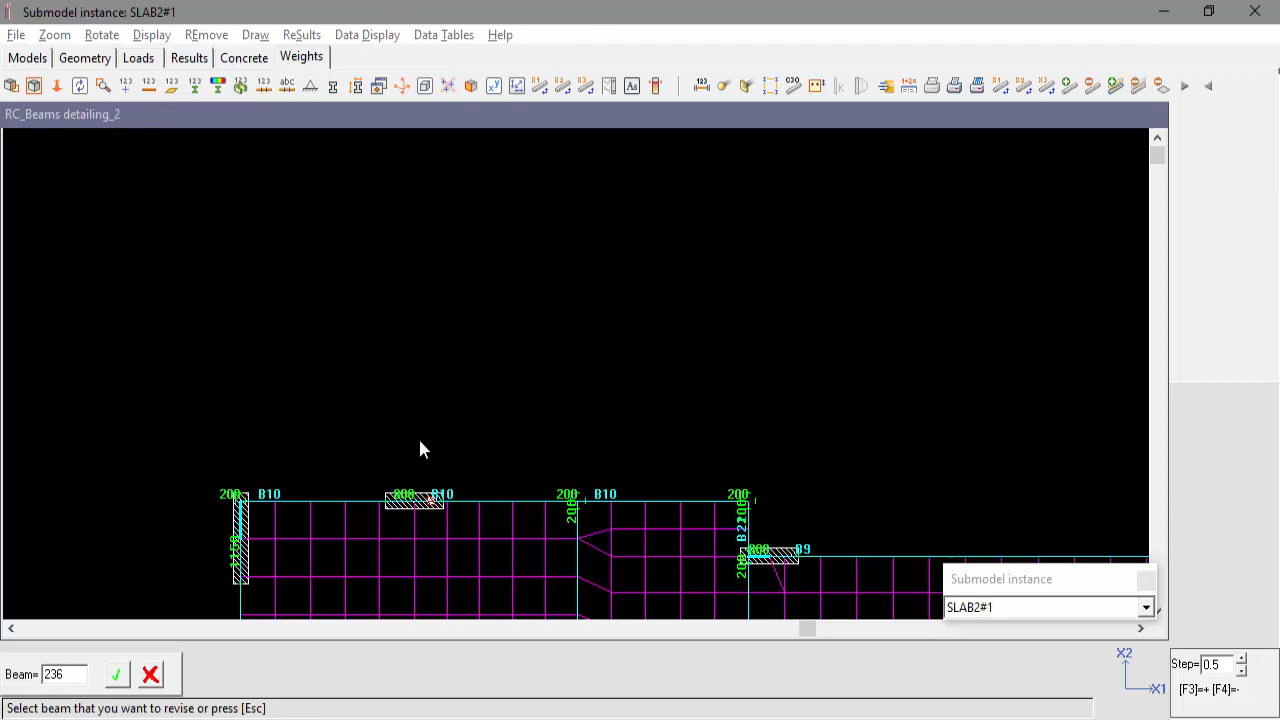 Submodel instance: SLAB2#1
File Zoom Rotate Display REmove Draw ResUlts Data Display Data Tables Help
Models Geometry Loads Results Concrete Weights
RC_Beams detailing_2
200 B10 B10 200 B10 200
200
B21
B9
1150
200
Submodel instance
SLAB2#1
X2
X1
Beam= 236
Step= 0.5
[F3]=+ [F4]=-
Select beam that you want to revise or press [Esc]